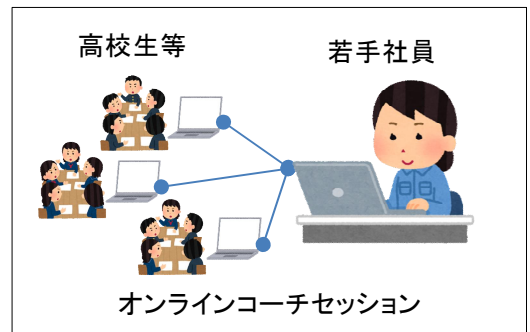 高校生等
若手社員
オンラインコーチセッション